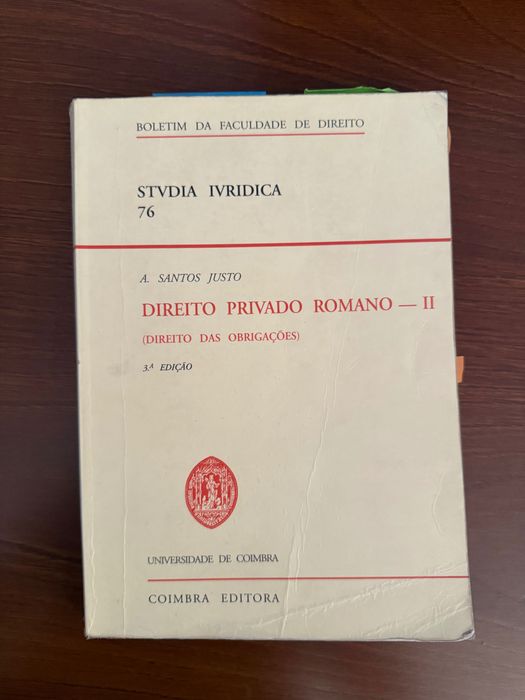 BOLETIM DA FACULDADE DE DIREITO
STVDIA IVRIDICA
76
A. SANTOS JUSTO
DIREITO PRIVADO ROMANO — II
(DIREITO DAS OBRIGAÇÕES)
3.ª EDIÇÃO
UNIVERSIDADE DE COIMBRA
COIMBRA EDITORA